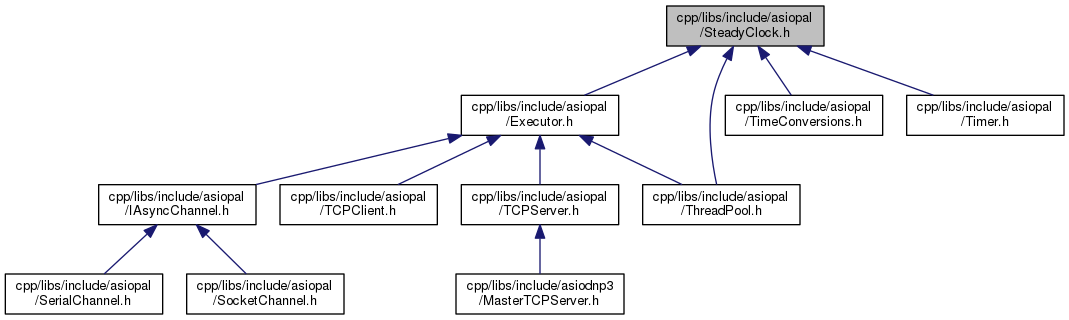 cpp/libs/include/asiopal
/SteadyClock.h
cpp/libs/include/asiopal
/Executor.h
cpp/libs/include/asiopal
/TimeConversions.h
cpp/libs/include/asiopal
/Timer.h
cpp/libs/include/asiopal
/IAsyncChannel.h
cpp/libs/include/asiopal
/TCPClient.h
cpp/libs/include/asiopal
/TCPServer.h
cpp/libs/include/asiopal
/ThreadPool.h
cpp/libs/include/asiopal
/SerialChannel.h
cpp/libs/include/asiopal
/SocketChannel.h
cpp/libs/include/asiodnp3
/MasterTCPServer.h